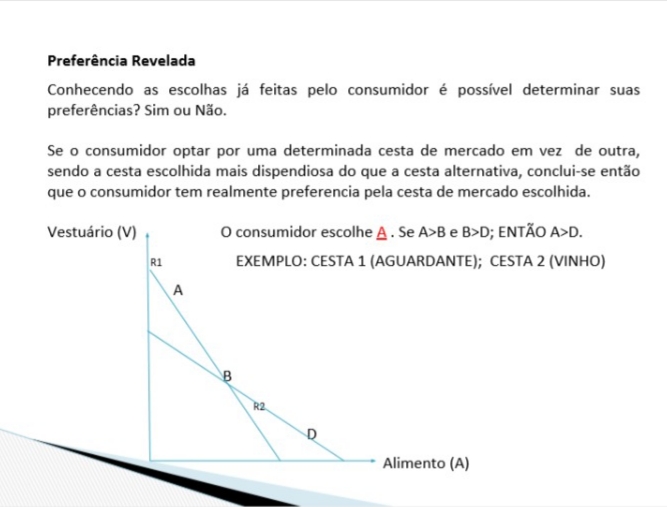 Preferência Revelada
Conhecendo as escolhas já feitas pelo consumidor é possível determinar suas
preferências? Sim ou Não.
Se o consumidor optar por uma determinada cesta de mercado em vez de outra,
sendo a cesta escolhida mais dispendiosa do que a cesta alternativa, conclui-se então
que o consumidor tem realmente preferencia pela cesta de mercado escolhida.
Vestuário (V)
O consumidor escolhe A . Se A>B e B>D; ENTÃO A>D.
R1
EXEMPLO: CESTA 1 (AGUARDANTE); CESTA 2 (VINHO)
A
B
R2
D
Alimento (A)